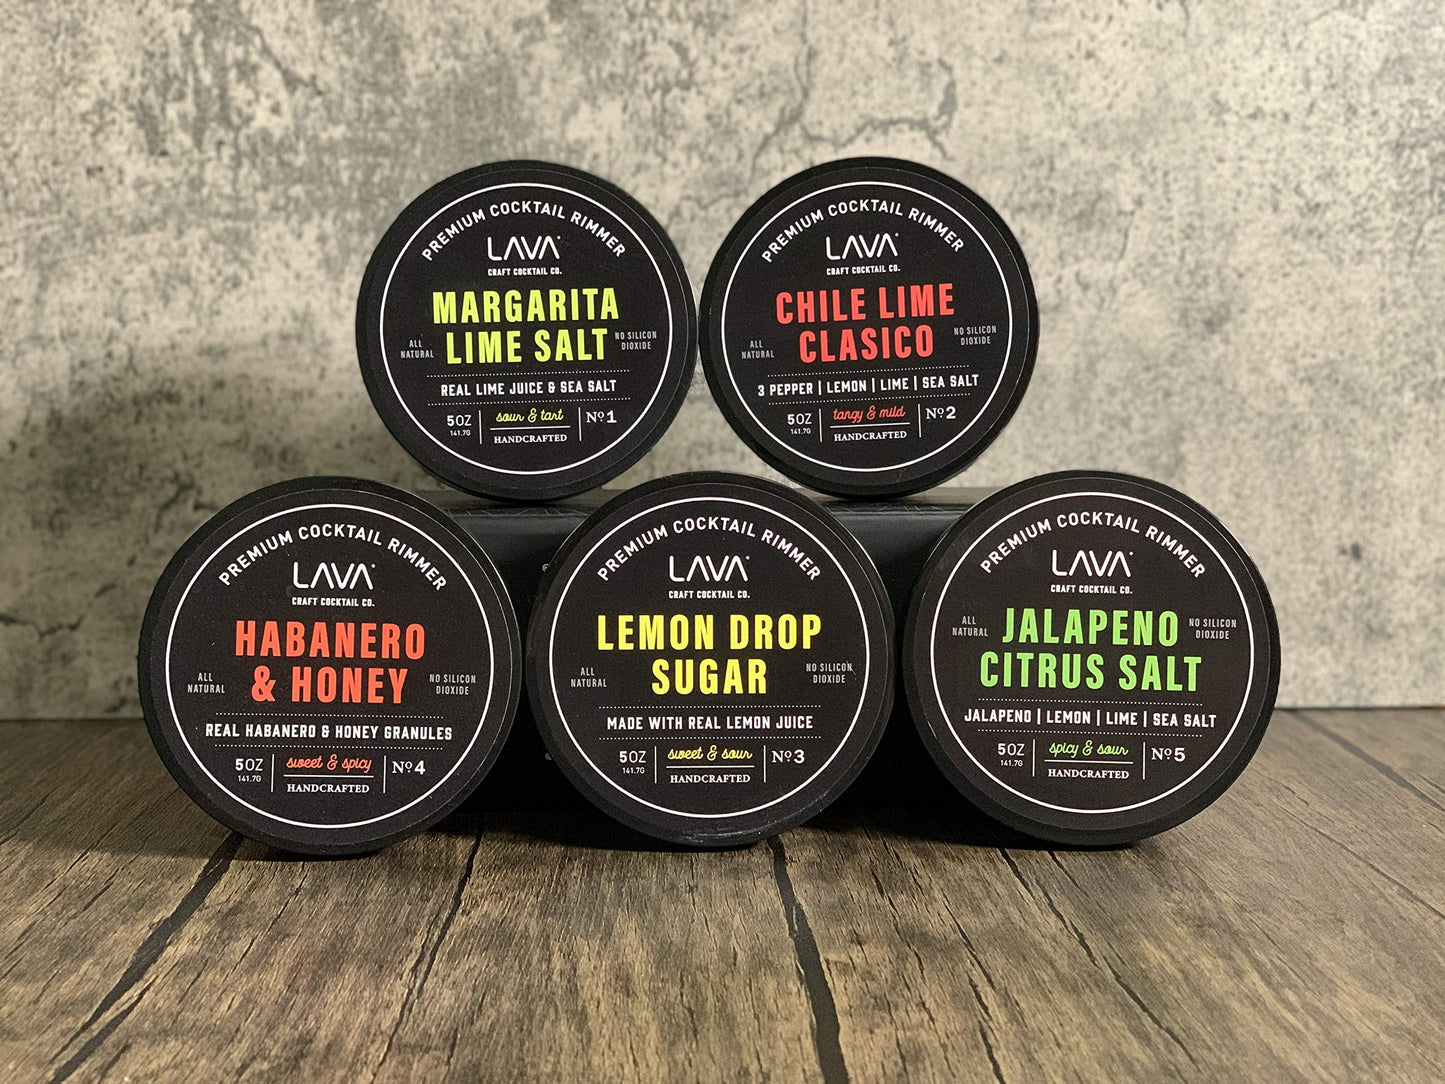 PREMIUM COCKTAIL RIMMER
LAVA
CRAFT COCKTAIL CO.
MARGARITA
LIME SALT
ALL
NATURAL
NO SILICON
DIOXIDE
REAL LIME JUICE & SEA SALT
5OZ
141.7G
sour & tart
HANDCRAFTED
Nº1
PREMIUM COCKTAIL RIMMER
LAVA
CRAFT COCKTAIL CO.
CHILE LIME
CLASICO
ALL
NATURAL
NO SILICON
DIOXIDE
3 PEPPER | LEMON | LIME | SEA SALT
5OZ
141.7G
tangy & mild
HANDCRAFTED
Nº2
PREMIUM COCKTAIL RIMMER
LAVA
CRAFT COCKTAIL CO.
HABANERO
& HONEY
ALL
NATURAL
NO SILICON
DIOXIDE
REAL HABANERO & HONEY GRANULES
5OZ
141.7G
sweet & spicy
HANDCRAFTED
Nº4
PREMIUM COCKTAIL RIMMER
LAVA
CRAFT COCKTAIL CO.
LEMON DROP
SUGAR
ALL
NATURAL
NO SILICON
DIOXIDE
MADE WITH REAL LEMON JUICE
5OZ
141.7G
sweet & sour
HANDCRAFTED
Nº3
PREMIUM COCKTAIL RIMMER
LAVA
CRAFT COCKTAIL CO.
JALAPENO
CITRUS SALT
ALL
NATURAL
NO SILICON
DIOXIDE
JALAPENO | LEMON | LIME | SEA SALT
5OZ
141.7G
spicy & sour
HANDCRAFTED
Nº5